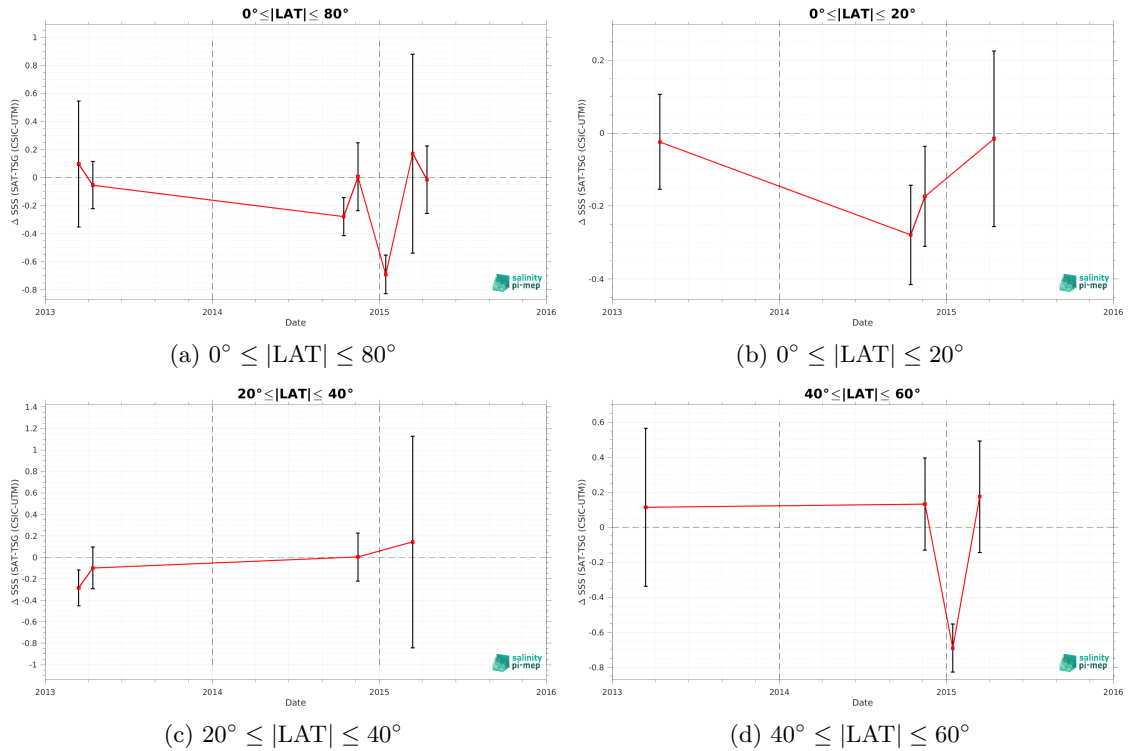 0°≤|LAT|≤ 80°
Δ SSS (SAT-TSG (CSIC-UTM))
1
0.8
0.6
0.4
0.2
0
-0.2
-0.4
-0.6
-0.8
2013
2014
2015
2016
Date
salinity
pi-mep
(a) 0° ≤ |LAT| ≤ 80°
0°≤|LAT|≤ 20°
Δ SSS (SAT-TSG (CSIC-UTM))
0.2
0
-0.2
-0.4
2013
2014
2015
2016
Date
salinity
pi-mep
(b) 0° ≤ |LAT| ≤ 20°
20°≤|LAT|≤ 40°
Δ SSS (SAT-TSG (CSIC-UTM))
1.4
1.2
1
0.8
0.6
0.4
0.2
0
-0.2
-0.4
-0.6
-0.8
-1
2013
2014
2015
2016
Date
salinity
pi-mep
(c) 20° ≤ |LAT| ≤ 40°
40°≤|LAT|≤ 60°
Δ SSS (SAT-TSG (CSIC-UTM))
0.6
0.4
0.2
0
-0.2
-0.4
-0.6
-0.8
2013
2014
2015
2016
Date
salinity
pi-mep
(d) 40° ≤ |LAT| ≤ 60°